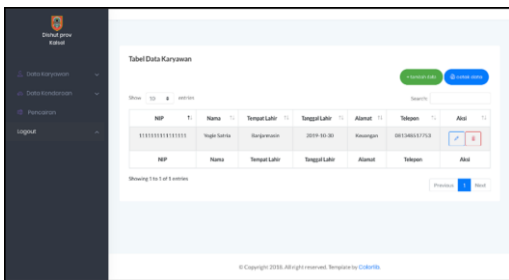 Dishut prov
Kalsel
Data Karyawan
Data Kendaraan
Pencarian
Logout
Tabel Data Karyawan
+ tambah data
cetak data
Show 10 entries
Search:
NIP Nama Tempat Lahir Tanggal Lahir Alamat Telepon Aksi
Yogie Satria Banjarmasin 2019-10-30 Keuangan
NIP Nama Tempat Lahir Tanggal Lahir Alamat Telepon Aksi
Showing 1 to 1 of 1 entries
Previous 1 Next
© Copyright 2018. All right reserved. Template by Colorlib.